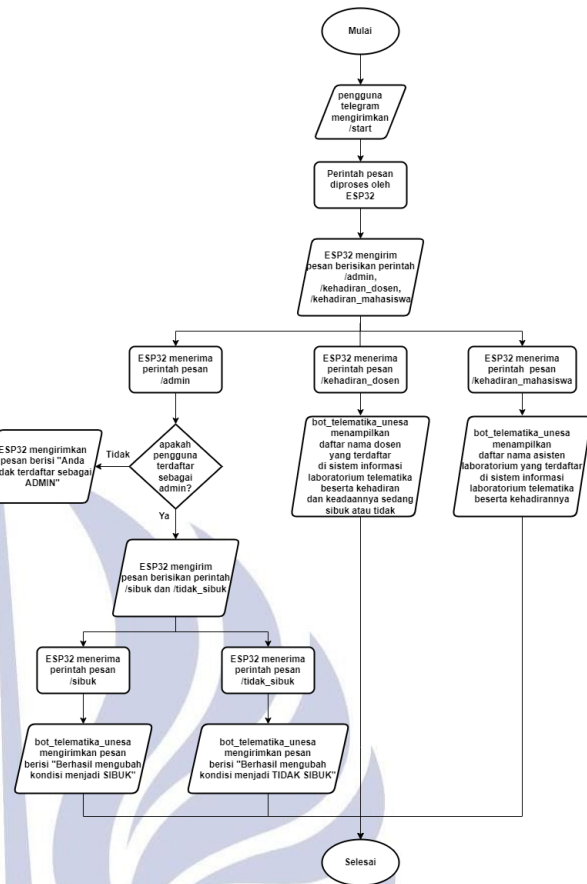 Mulai
pengguna
telegram
mengirimkan
/start
Perintah pesan
diproses oleh
ESP32
ESP32 mengirim
pesan berisikan perintah
/admin,
/kehadiran_dosen,
/kehadiran_mahasiswa
ESP32 menerima
perintah pesan
/admin
ESP32 menerima
perintah pesan
/kehadiran_dosen
ESP32 menerima
perintah pesan
/kehadiran_mahasiswa
ESP32 mengirimkan
pesan berisi "Anda
dak terdaftar sebagai
ADMIN"
Tidak
apakah
pengguna
terdaftar
sebagai
admin?
Ya
bot_telematika_unesa
menampilkan
daftar nama dosen
yang terdaftar
di sistem informasi
laboratorium telematika
beserta kehadiran
dan keadaannya sedang
sibuk atau tidak
bot_telematika_unesa
menampilkan
daftar nama asisten
laboratorium yang terdaftar
di sistem informasi
laboratorium telematika
beserta kehadirannya
ESP32 mengirim
pesan berisikan perintah
/sibuk dan /tidak_sibuk
ESP32 menerima
perintah pesan
/sibuk
ESP32 menerima
perintah pesan
/tidak_sibuk
bot_telematika_unesa
mengirimkan pesan
berisi "Berhasil mengubah
kondisi menjadi SIBUK"
bot_telematika_unesa
mengirimkan pesan
berisi "Berhasil mengubah
kondisi menjadi TIDAK SIBUK"
Selesai